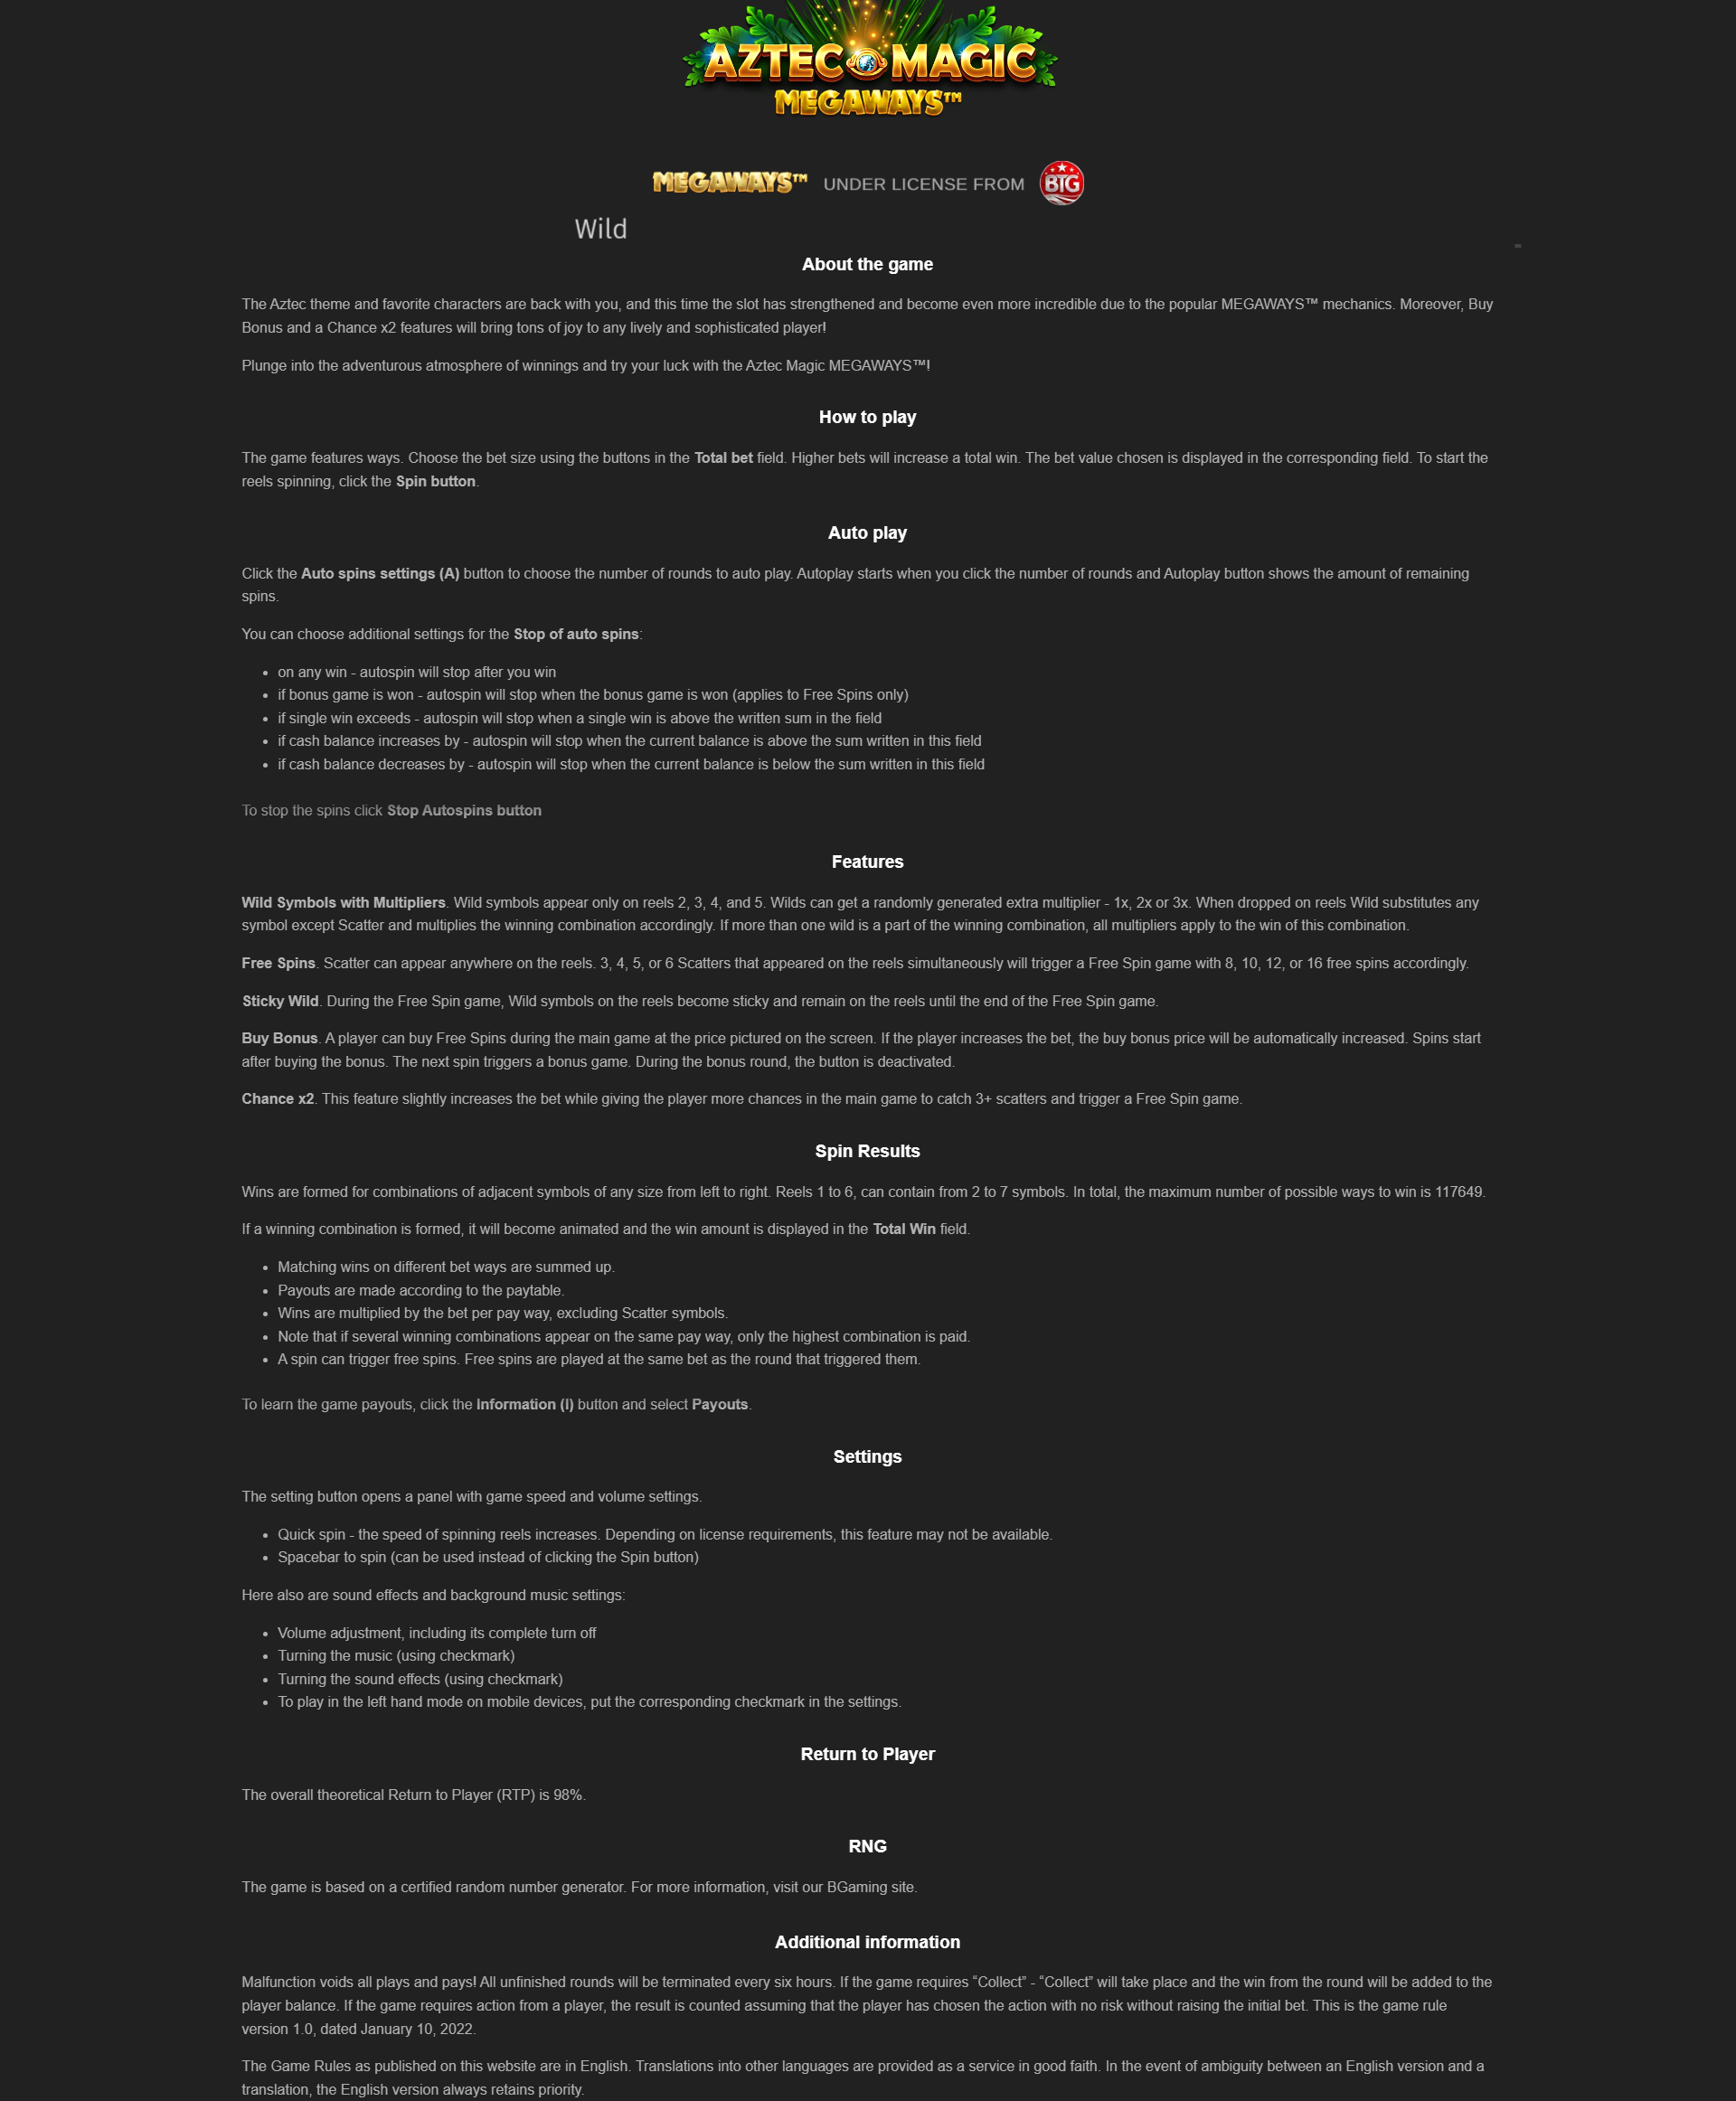 AZTEC MAGIC
MEGAWAYS™
MEGAWAYS™ UNDER LICENSE FROM BTG
Wild
-
About the game
The Aztec theme and favorite characters are back with you, and this time the slot has strengthened and become even more incredible due to the popular MEGAWAYS™ mechanics. Moreover, Buy
Bonus and a Chance x2 features will bring tons of joy to any lively and sophisticated player!
Plunge into the adventurous atmosphere of winnings and try your luck with the Aztec Magic MEGAWAYS™!
How to play
The game features ways. Choose the bet size using the buttons in the Total bet field. Higher bets will increase a total win. The bet value chosen is displayed in the corresponding field. To start the
reels spinning, click the Spin button.
Auto play
Click the Auto spins settings (A) button to choose the number of rounds to auto play. Autoplay starts when you click the number of rounds and Autoplay button shows the amount of remaining
spins.
You can choose additional settings for the Stop of auto spins:
• on any win - autospin will stop after you win
• if bonus game is won - autospin will stop when the bonus game is won (applies to Free Spins only)
• if single win exceeds - autospin will stop when a single win is above the written sum in the field
• if cash balance increases by - autospin will stop when the current balance is above the sum written in this field
• if cash balance decreases by - autospin will stop when the current balance is below the sum written in this field
To stop the spins click Stop Autospins button
Features
Wild Symbols with Multipliers. Wild symbols appear only on reels 2, 3, 4, and 5. Wilds can get a randomly generated extra multiplier - 1x, 2x or 3x. When dropped on reels Wild substitutes any
symbol except Scatter and multiplies the winning combination accordingly. If more than one wild is a part of the winning combination, all multipliers apply to the win of this combination.
Free Spins. Scatter can appear anywhere on the reels. 3, 4, 5, or 6 Scatters that appeared on the reels simultaneously will trigger a Free Spin game with 8, 10, 12, or 16 free spins accordingly.
Sticky Wild. During the Free Spin game, Wild symbols on the reels become sticky and remain on the reels until the end of the Free Spin game.
Buy Bonus. A player can buy Free Spins during the main game at the price pictured on the screen. If the player increases the bet, the buy bonus price will be automatically increased. Spins start
after buying the bonus. The next spin triggers a bonus game. During the bonus round, the button is deactivated.
Chance x2. This feature slightly increases the bet while giving the player more chances in the main game to catch 3+ scatters and trigger a Free Spin game.
Spin Results
Wins are formed for combinations of adjacent symbols of any size from left to right. Reels 1 to 6, can contain from 2 to 7 symbols. In total, the maximum number of possible ways to win is 117649.
If a winning combination is formed, it will become animated and the win amount is displayed in the Total Win field.
• Matching wins on different bet ways are summed up.
• Payouts are made according to the paytable.
• Wins are multiplied by the bet per pay way, excluding Scatter symbols.
• Note that if several winning combinations appear on the same pay way, only the highest combination is paid.
• A spin can trigger free spins. Free spins are played at the same bet as the round that triggered them.
To learn the game payouts, click the Information (I) button and select Payouts.
Settings
The setting button opens a panel with game speed and volume settings.
• Quick spin - the speed of spinning reels increases. Depending on license requirements, this feature may not be available.
• Spacebar to spin (can be used instead of clicking the Spin button)
Here also are sound effects and background music settings:
• Volume adjustment, including its complete turn off
• Turning the music (using checkmark)
• Turning the sound effects (using checkmark)
• To play in the left hand mode on mobile devices, put the corresponding checkmark in the settings.
Return to Player
The overall theoretical Return to Player (RTP) is 98%.
RNG
The game is based on a certified random number generator. For more information, visit our BGaming site.
Additional information
Malfunction voids all plays and pays! All unfinished rounds will be terminated every six hours. If the game requires “Collect” - “Collect” will take place and the win from the round will be added to the
player balance. If the game requires action from a player, the result is counted assuming that the player has chosen the action with no risk without raising the initial bet. This is the game rule
version 1.0, dated January 10, 2022.
The Game Rules as published on this website are in English. Translations into other languages are provided as a service in good faith. In the event of ambiguity between an English version and a
translation, the English version always retains priority.